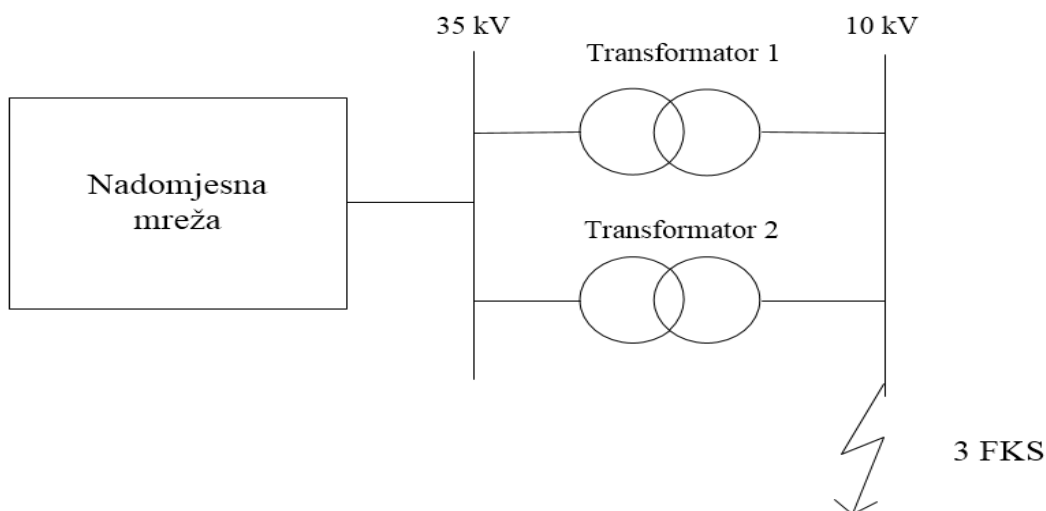 35 kV
10 kV
Transformator 1
Nadomjesna
mreža
Transformator 2
3 FKS